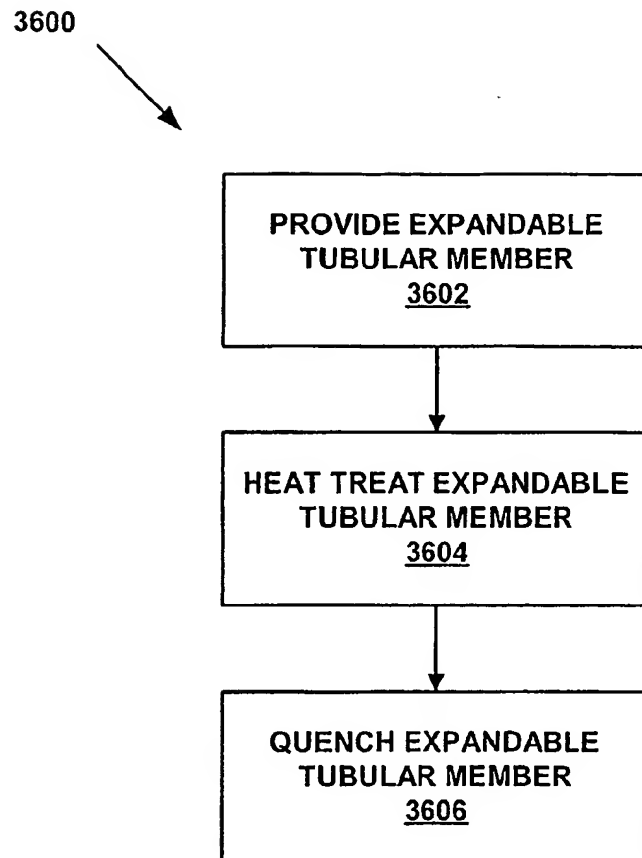 3600
PROVIDE EXPANDABLE
TUBULAR MEMBER
3602
HEAT TREAT EXPANDABLE
TUBULAR MEMBER
3604
QUENCH EXPANDABLE
TUBULAR MEMBER
3606